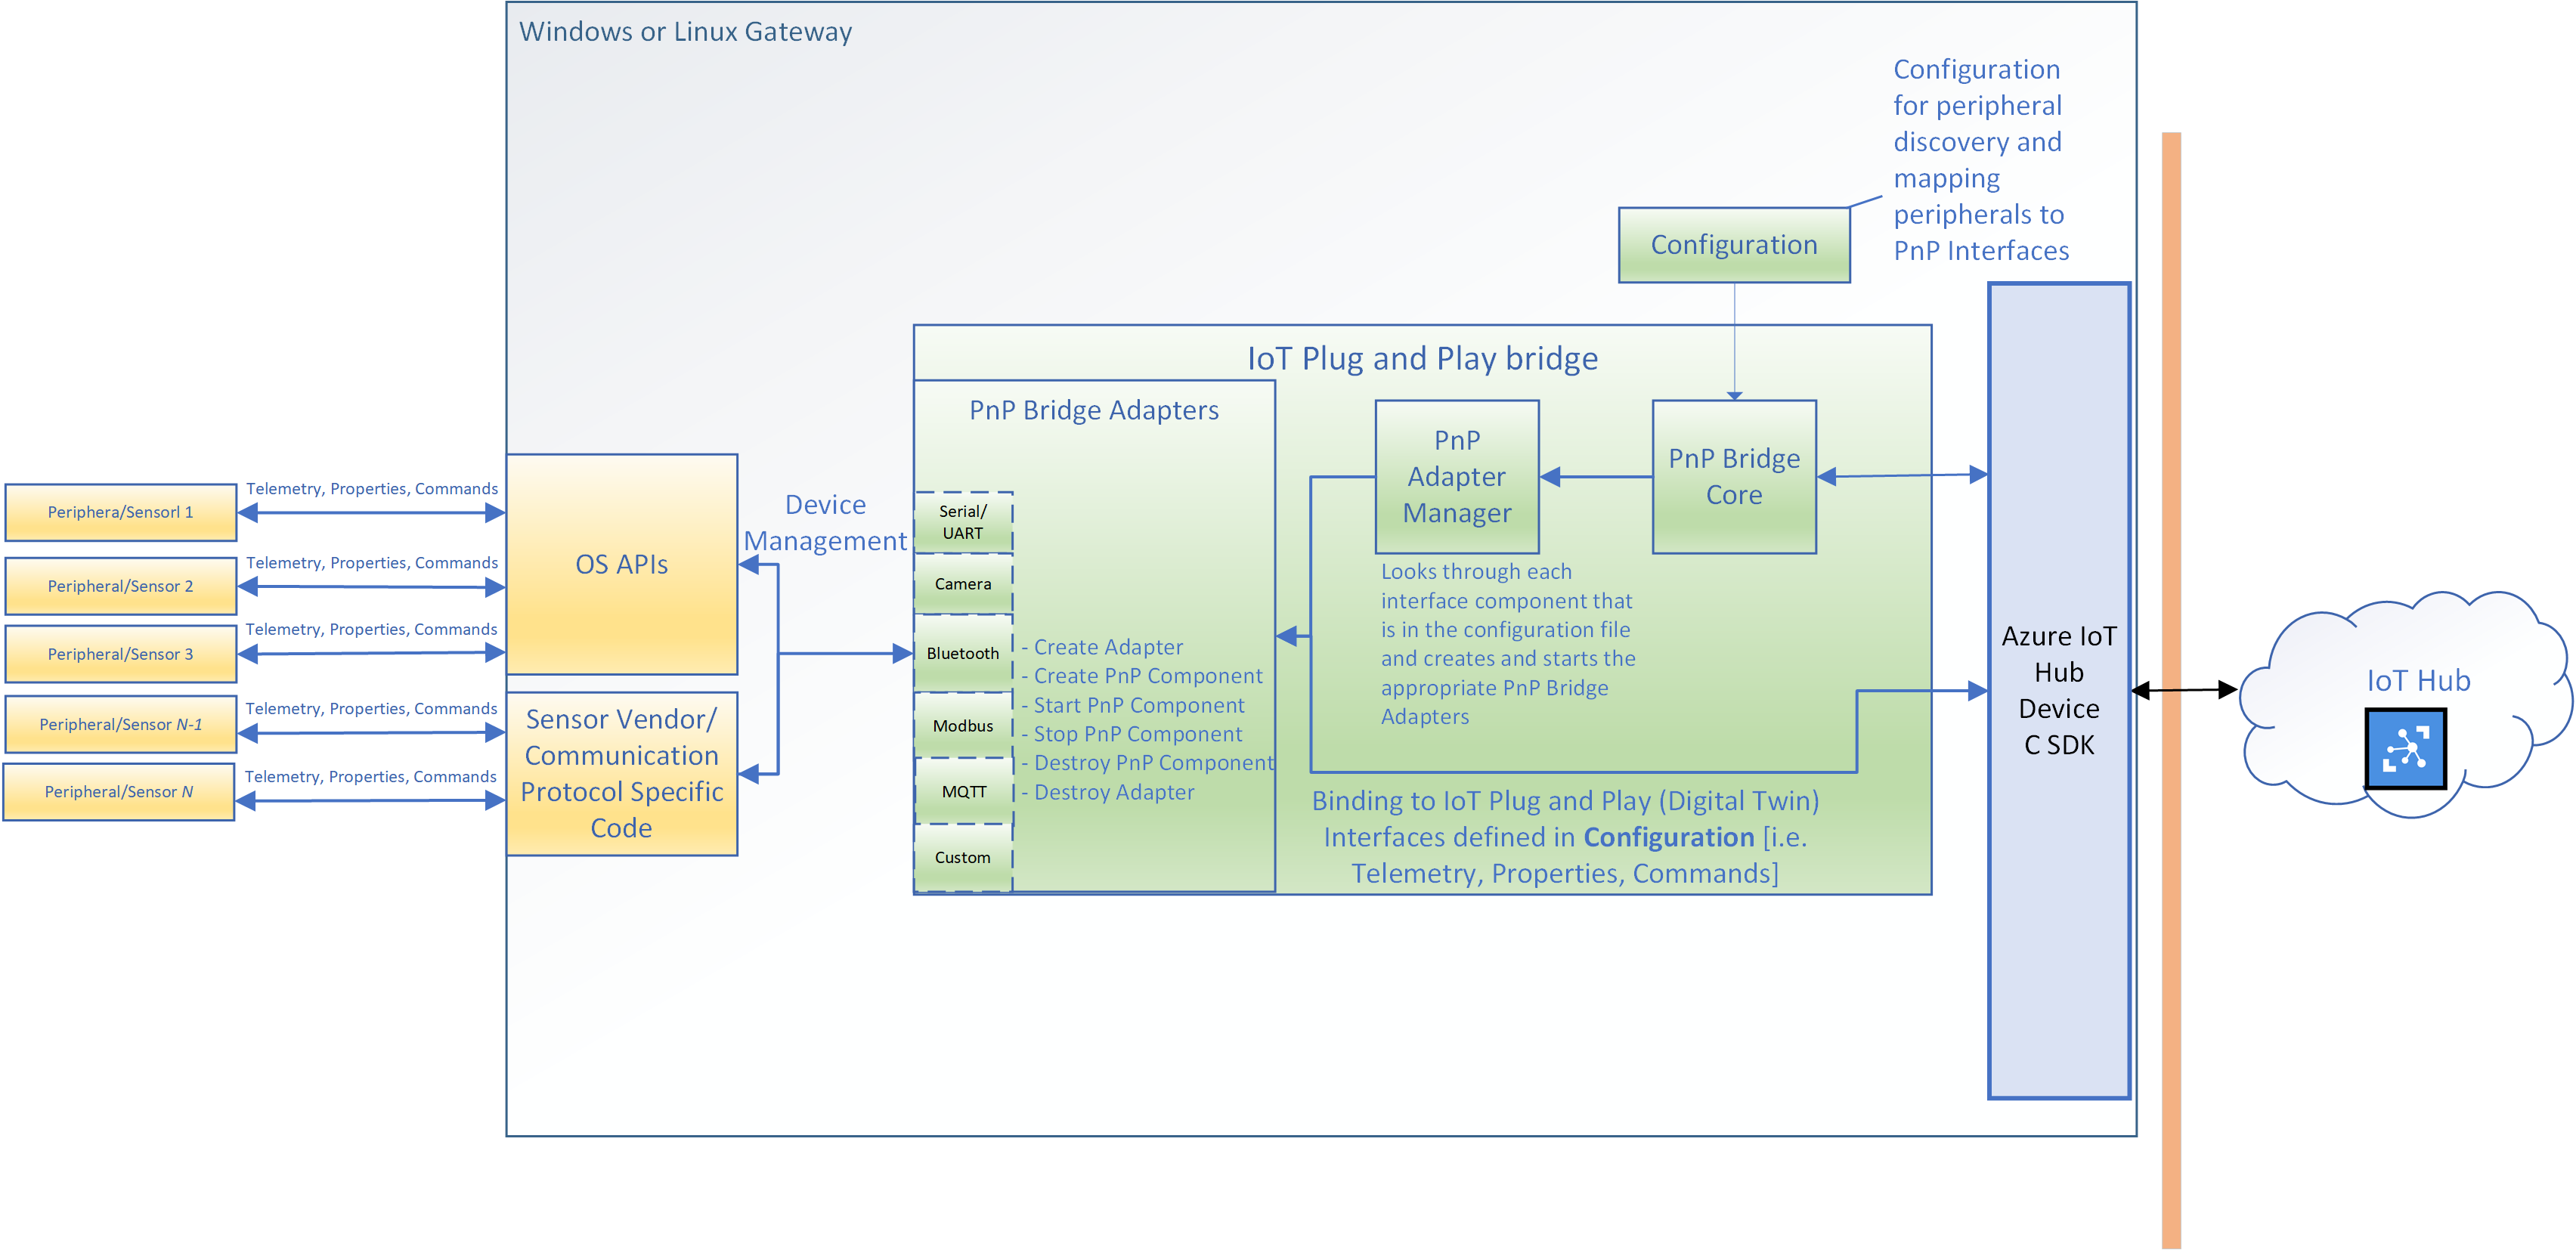 Windows or Linux Gateway
Configuration
for peripheral
discovery and
mapping
peripherals to
PnP Interfaces
Configuration
IoT Plug and Play bridge
PnP Bridge Adapters
PnP
Adapter
Manager
PnP Bridge
Core
Periphera/Sensorl 1
Telemetry, Properties, Commands
Peripheral/Sensor 2
Telemetry, Properties, Commands
Peripheral/Sensor 3
Telemetry, Properties, Commands
Peripheral/Sensor N-1
Telemetry, Properties, Commands
Peripheral/Sensor N
Telemetry, Properties, Commands
OS APIs
Sensor Vendor/
Communication
Protocol Specific
Code
Device
Management
Serial/
UART
Camera
Bluetooth
Modbus
MQTT
Custom
- Create Adapter
- Create PnP Component
- Start PnP Component
- Stop PnP Component
- Destroy PnP Component
- Destroy Adapter
Looks through each
interface component that
is in the configuration file
and creates and starts the
appropriate PnP Bridge
Adapters
Binding to IoT Plug and Play (Digital Twin)
Interfaces defined in Configuration [i.e.
Telemetry, Properties, Commands]
Azure IoT
Hub
Device
C SDK
IoT Hub